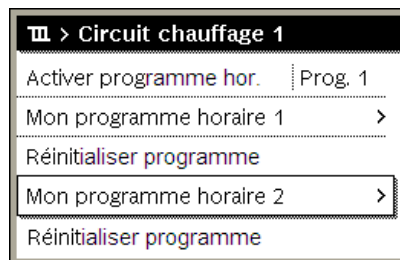 > Circuit chauffage 1
Activer programme hor. Prog. 1
Mon programme horaire 1 >
Réinitialiser programme
Mon programme horaire 2 >
Réinitialiser programme